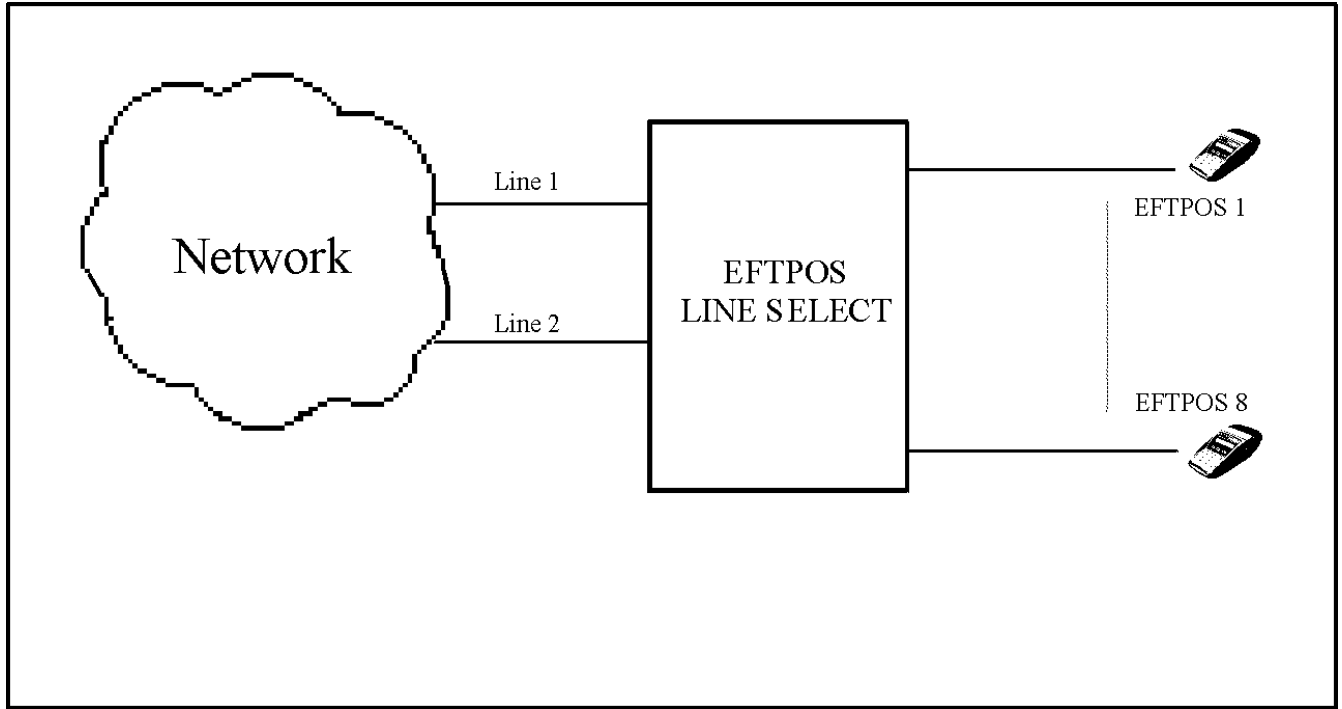 Line 1
EFTPOS 1
Network
EFTPOS
LINE SELECT
Line 2
EFTPOS 8